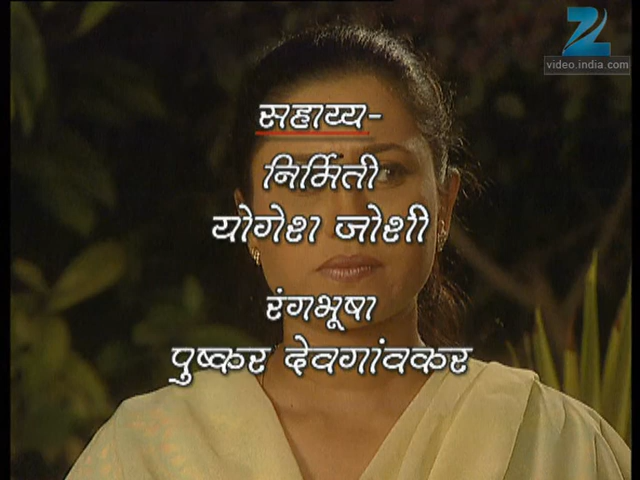 Z
video.india.com
सहाय्य-
निर्मिती
योगेश जोशी
रंगभूषा
पुष्कर देवगांवकर